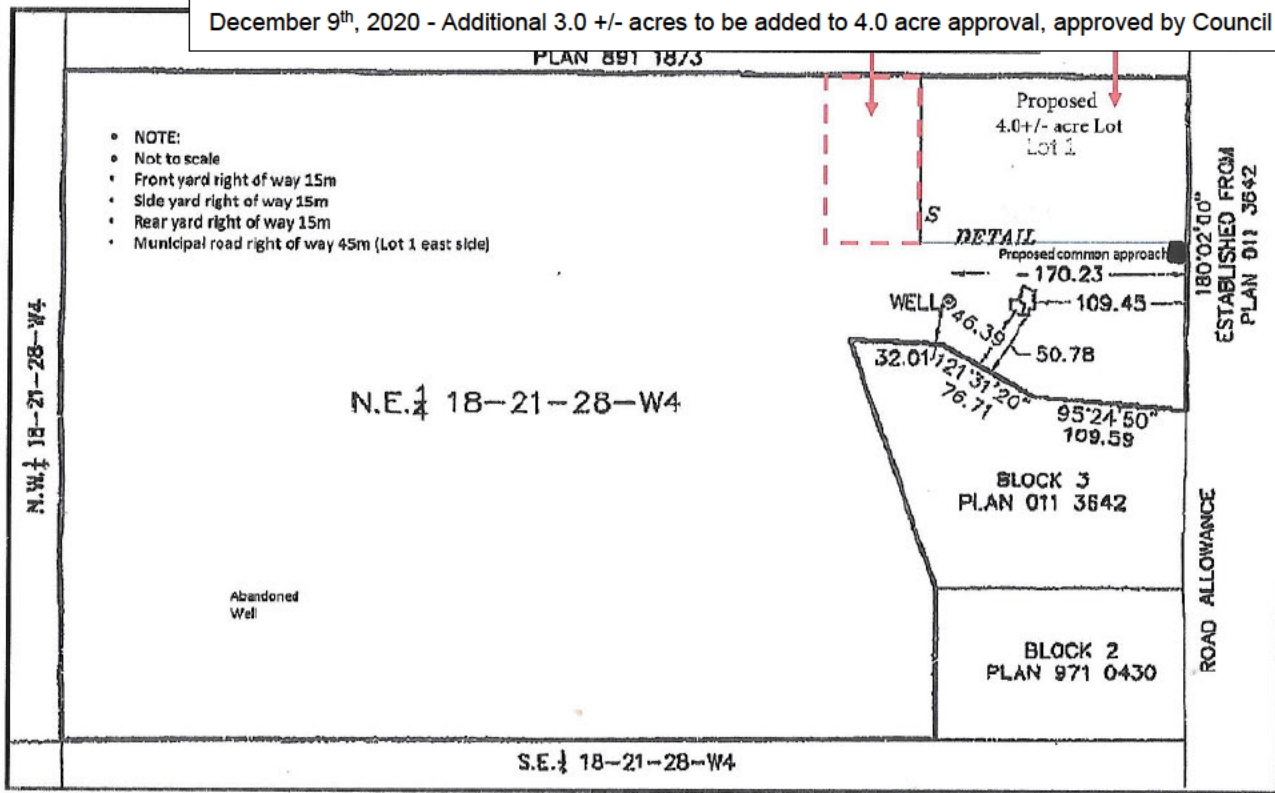 December 9th, 2020 - Additional 3.0 +/- acres to be added to 4.0 acre approval, approved by Council
PLAN 891 1873
Proposed
4.0+/- acre Lot
Lot 1
• NOTE:
• Not to scale
• Front yard right of way 15m
• Side yard right of way 15m
• Rear yard right of way 15m
• Municipal road right of way 45m (Lot 1 east side)
S
DETAIL
Proposed common approach
170.23
WELL
109.45
46.39
50.78
32.01
121°31'20"
76.71
95°24'50"
109.59
180°02'00"
ESTABLISHED FROM
PLAN 011 3642
N.W.¼ 18-21-28-W4
N.E.¼ 18-21-28-W4
BLOCK 3
PLAN 011 3642
ROAD ALLOWANCE
Abandoned
Well
BLOCK 2
PLAN 971 0430
S.E.¼ 18-21-28-W4